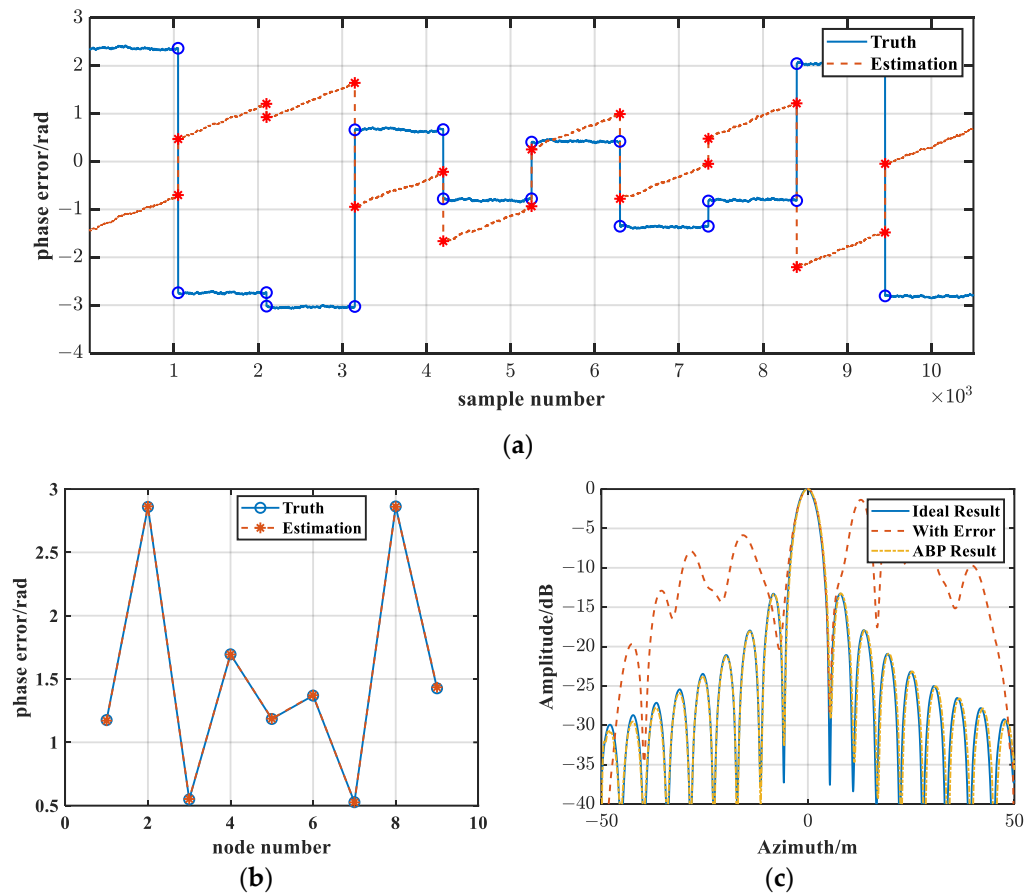 3
2
1
0
−1
−2
−3
−4
phase error/rad
Truth
Estimation
1 2 3 4 5 6 7 8 9 10
×10³
sample number
(a)
3
2.5
2
1.5
1
0.5
phase error/rad
Truth
Estimation
0 2 4 6 8 10
node number
(b)
0
−5
−10
−15
−20
−25
−30
−35
−40
Amplitude/dB
Ideal Result
With Error
ABP Result
−50 0 50
Azimuth/m
(c)